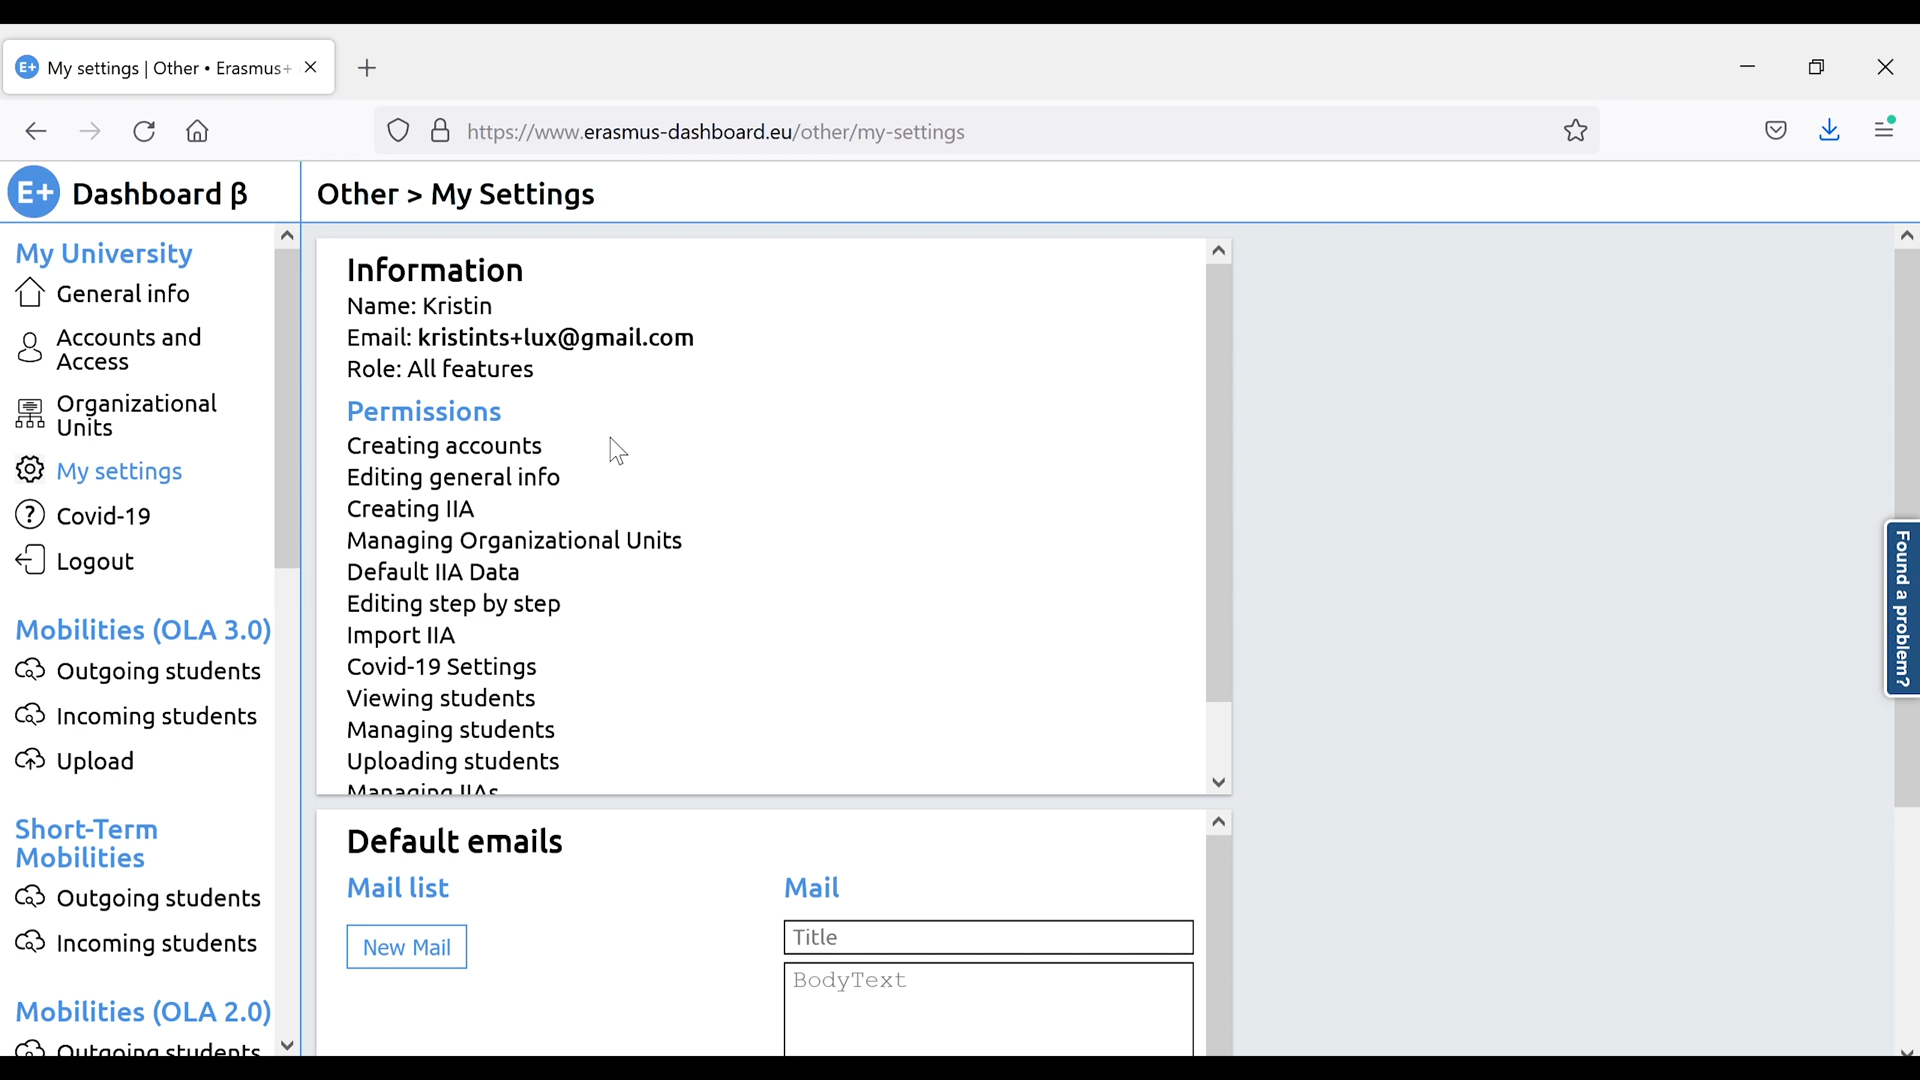 E+ My settings | Other • Erasmus+
https://www.erasmus-dashboard.eu/other/my-settings
E+ Dashboard β
Other > My Settings
My University
General info
Accounts and
Access
Organizational
Units
My settings
? Covid-19
Logout
Mobilities (OLA 3.0)
Outgoing students
Incoming students
Upload
Short-Term
Mobilities
Outgoing students
Incoming students
Mobilities (OLA 2.0)
Outgoing students
Information
Name: Kristin
Email: kristints+lux@gmail.com
Role: All features
Permissions
Creating accounts
Editing general info
Creating IIA
Managing Organizational Units
Default IIA Data
Editing step by step
Import IIA
Covid-19 Settings
Viewing students
Managing students
Uploading students
Managing IIAs
Default emails
Mail list
New Mail
Mail
Title
BodyText
Found a problem?